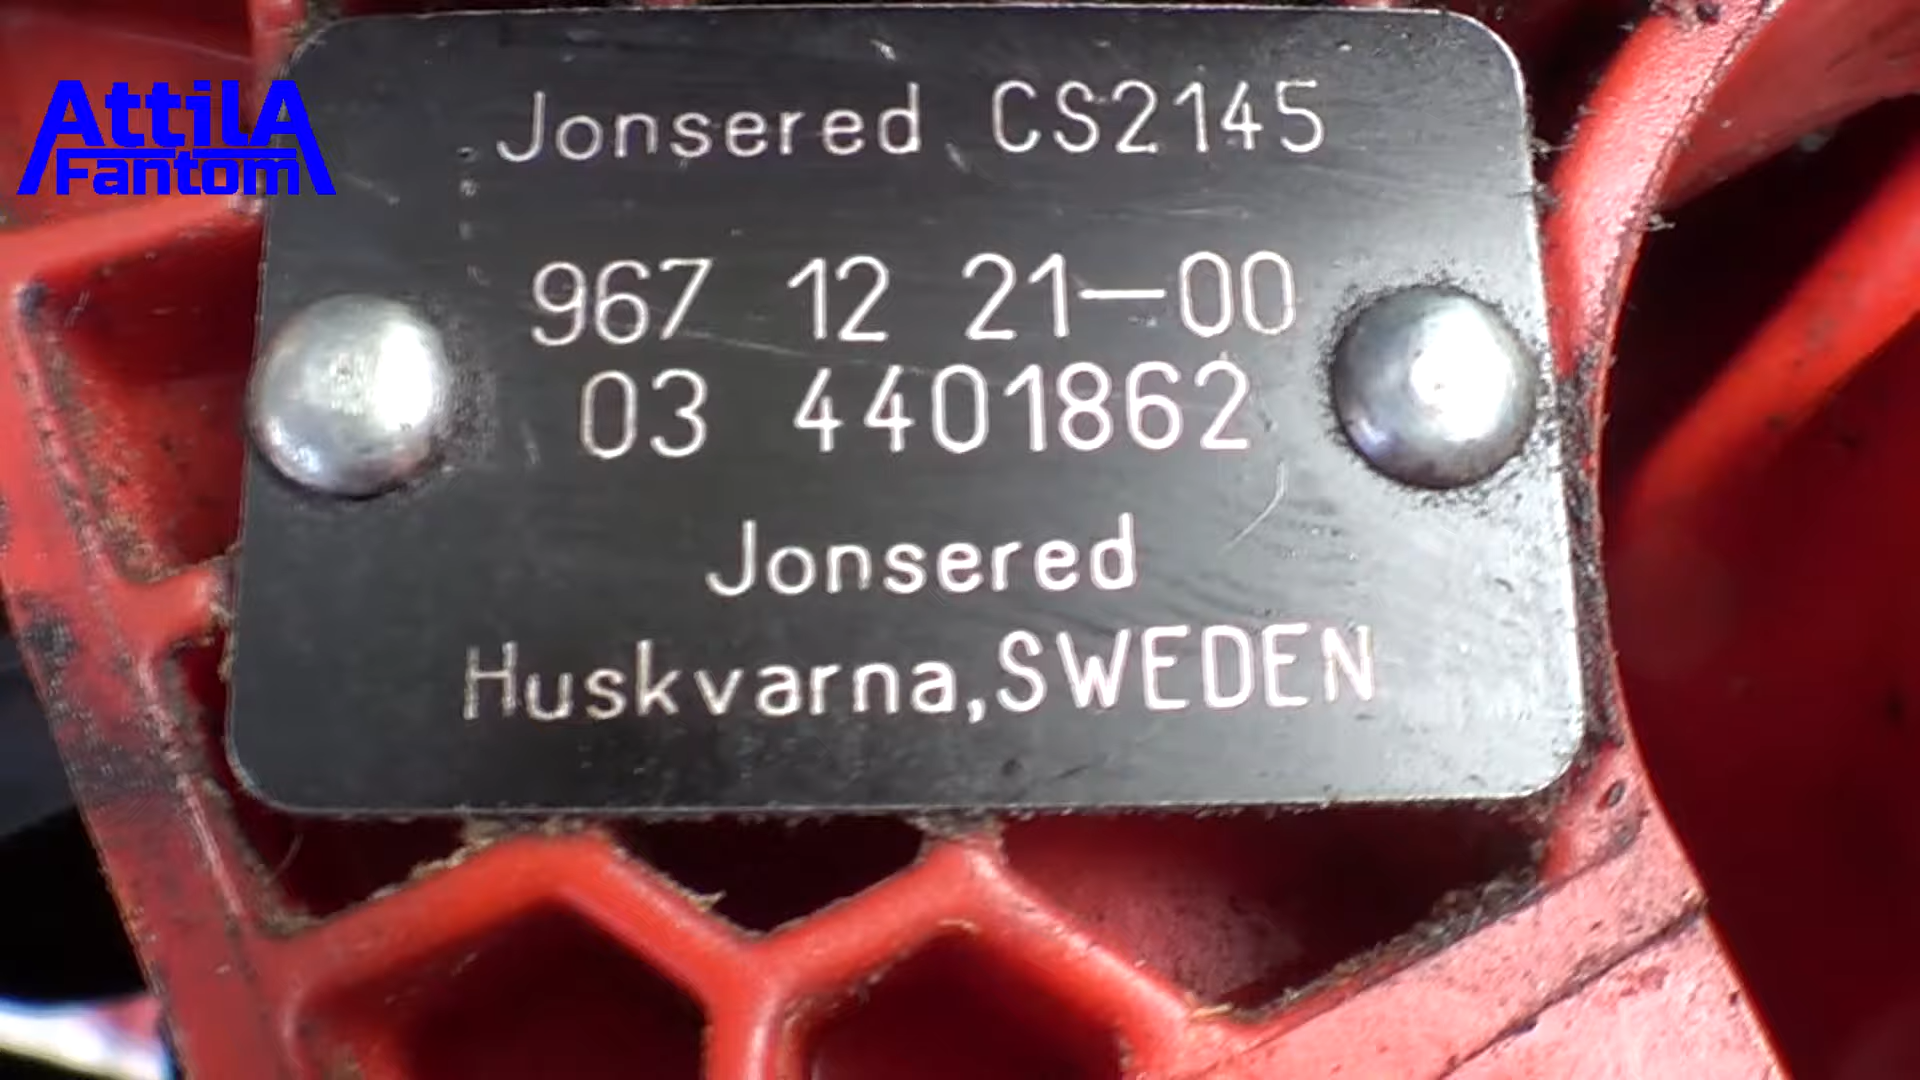 AttilA
Fantom
Jonsered CS2145
967 12 21-00
03 4401862
Jonsered
Huskvarna,SWEDEN